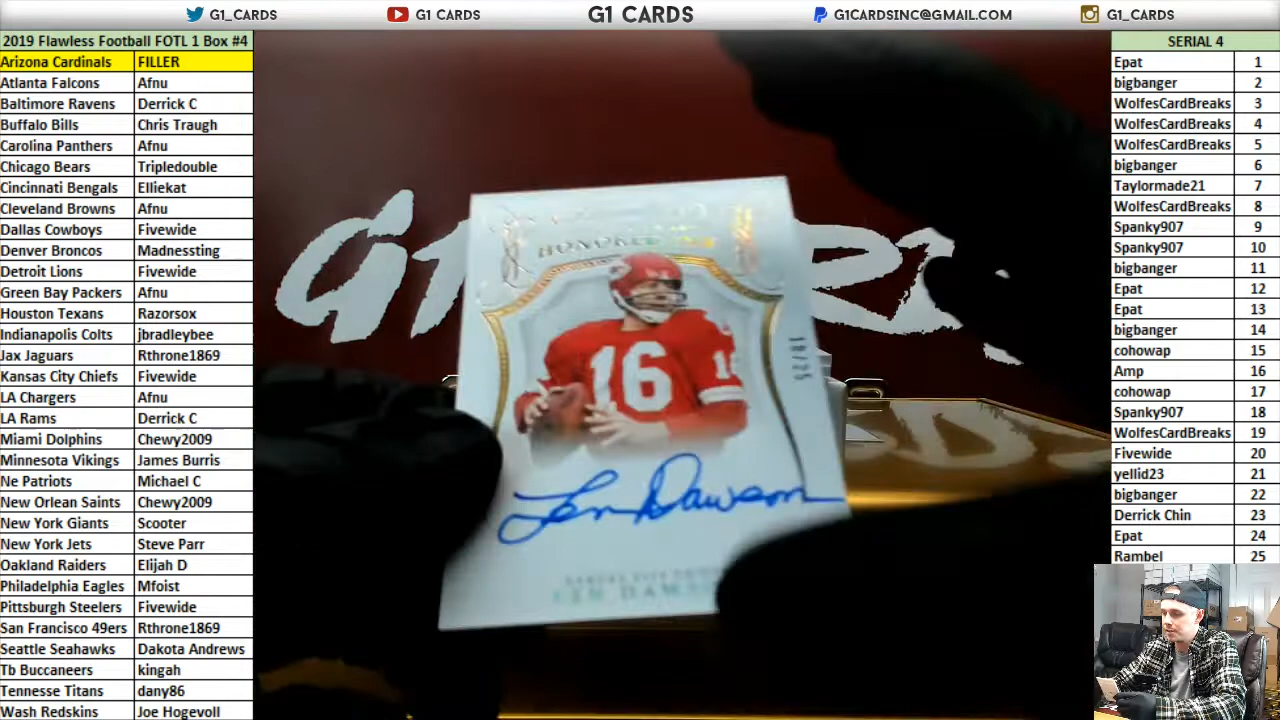 G1_CARDS
G1 CARDS
G1 CARDS
G1CARDSINC@GMAIL.COM
G1_CARDS
2019 Flawless Football FOTL 1 Box #4
Arizona Cardinals FILLER
Atlanta Falcons Afnu
Baltimore Ravens Derrick C
Buffalo Bills Chris Traugh
Carolina Panthers Afnu
Chicago Bears Tripledouble
Cincinnati Bengals Elliekat
Cleveland Browns Afnu
Dallas Cowboys Fivewide
Denver Broncos Madnessting
Detroit Lions Fivewide
Green Bay Packers Afnu
Houston Texans Razorsox
Indianapolis Colts jbradleybee
Jax Jaguars Rthrone1869
Kansas City Chiefs Fivewide
LA Chargers Afnu
LA Rams Derrick C
Miami Dolphins Chewy2009
Minnesota Vikings James Burris
Ne Patriots Michael C
New Orlean Saints Chewy2009
New York Giants Scooter
New York Jets Steve Parr
Oakland Raiders Elijah D
Philadelphia Eagles Mfoist
Pittsburgh Steelers Fivewide
San Francisco 49ers Rthrone1869
Seattle Seahawks Dakota Andrews
Tb Buccaneers kingah
Tennesse Titans dany86
Wash Redskins Joe Hogevoll
HONORED
16
Len Dawson
LEN
SERIAL 4
Epat 1
bigbanger 2
WolfesCardBreaks 3
WolfesCardBreaks 4
WolfesCardBreaks 5
bigbanger 6
Taylormade21 7
WolfesCardBreaks 8
Spanky907 9
Spanky907 10
bigbanger 11
Epat 12
Epat 13
bigbanger 14
cohowap 15
Amp 16
cohowap 17
Spanky907 18
WolfesCardBreaks 19
Fivewide 20
yellid23 21
bigbanger 22
Derrick Chin 23
Epat 24
Rambel 25